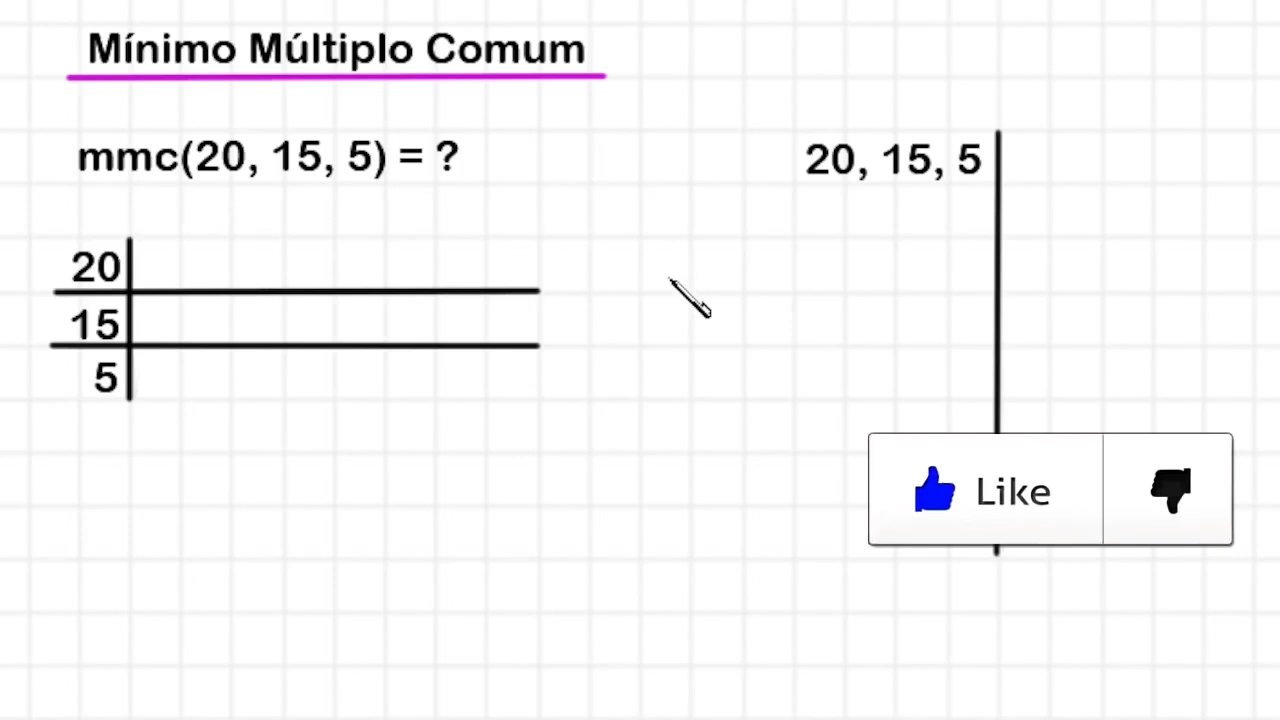 Mínimo Múltiplo Comum
mmc(20, 15, 5) = ?
20
15
5
20, 15, 5
Like